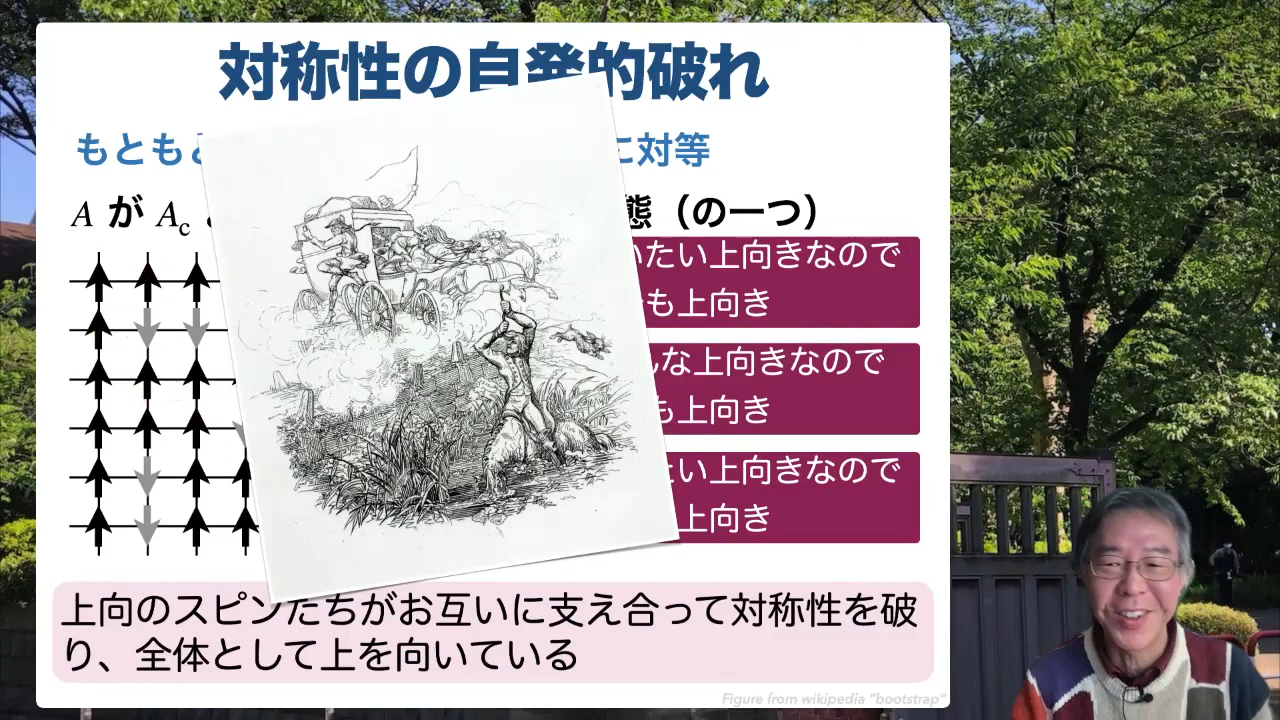 対称性の自発的破れ
もともと に対等
A が Ac 態（の一つ）
いたい上向きなので
も上向き
んな上向きなので
も上向き
たい上向きなので
上向き
上向のスピンたちがお互いに支え合って対称性を破
り、全体として上を向いている
Figure from wikipedia "bootstrap"